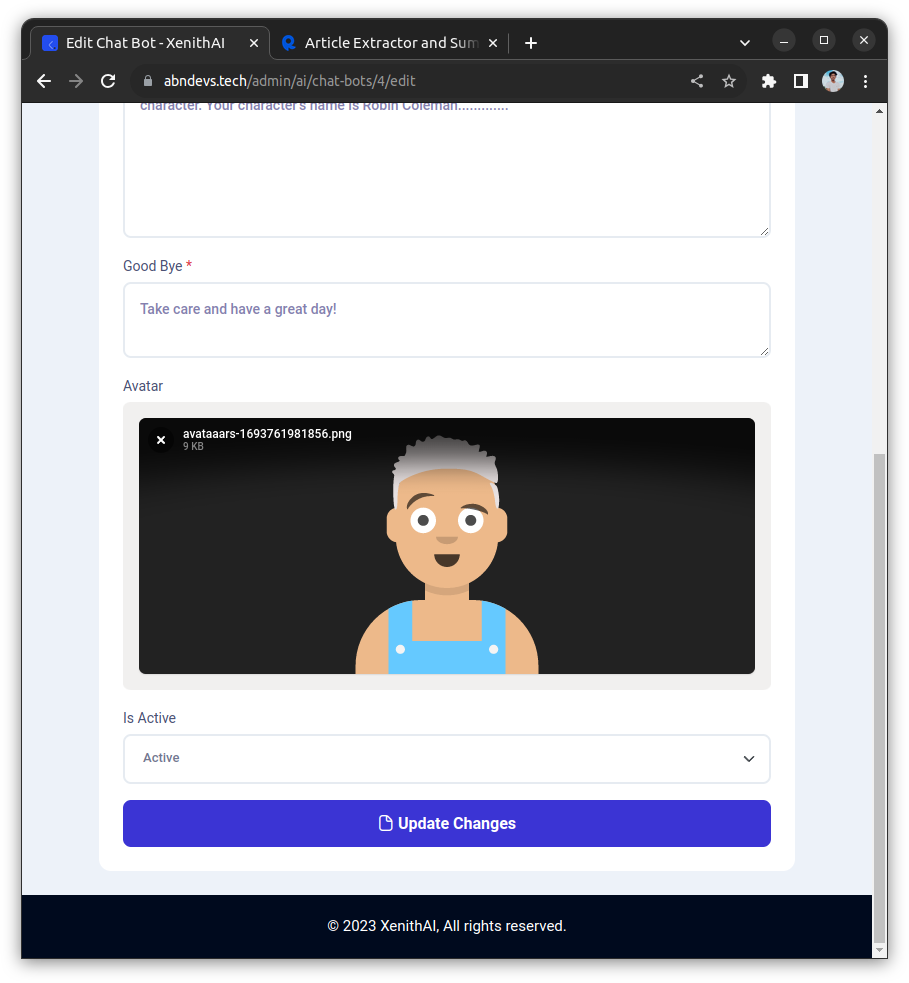 Edit Chat Bot - XenithAI
Article Extractor and Sum
abndevs.tech/admin/ai/chat-bots/4/edit
character. Your character's name is Robin Coleman.............
Good Bye *
Take care and have a great day!
Avatar
avataaars-1693761981856.png
9 KB
Is Active
Active
Update Changes
© 2023 XenithAI, All rights reserved.